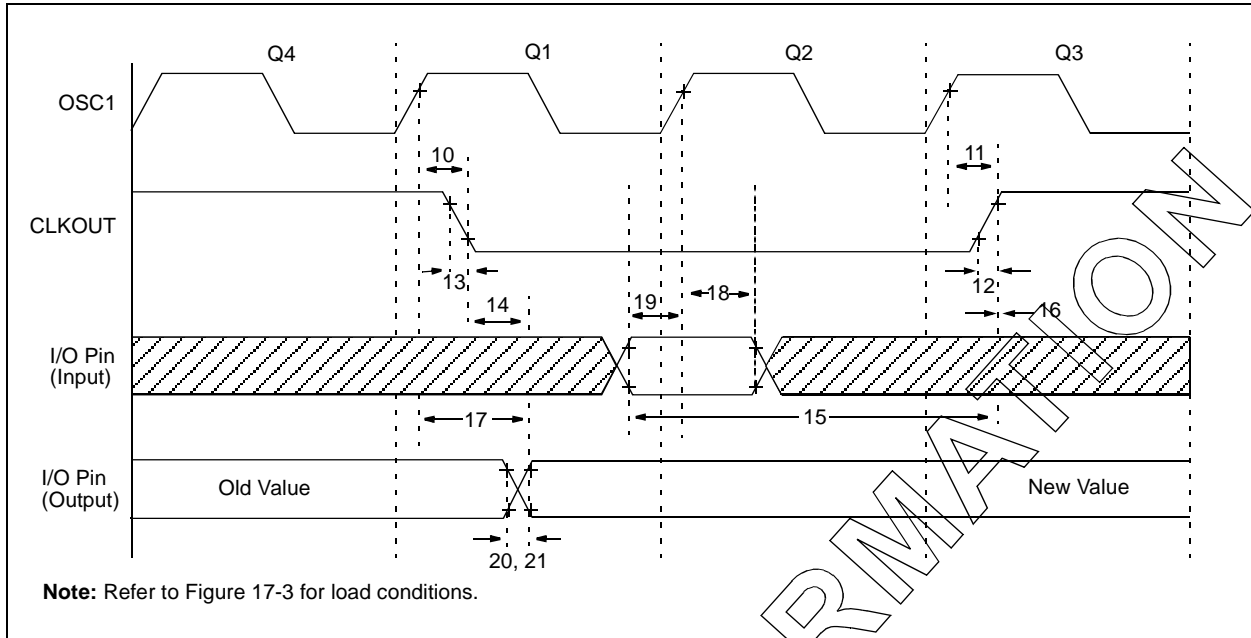 Q4 Q1 Q2 Q3
OSC1
10 11
CLKOUT
13 12
14 19 18 16
I/O Pin
(Input)
17 15
I/O Pin
(Output)
Old Value New Value
20, 21
Note: Refer to Figure 17-3 for load conditions.
RMATION